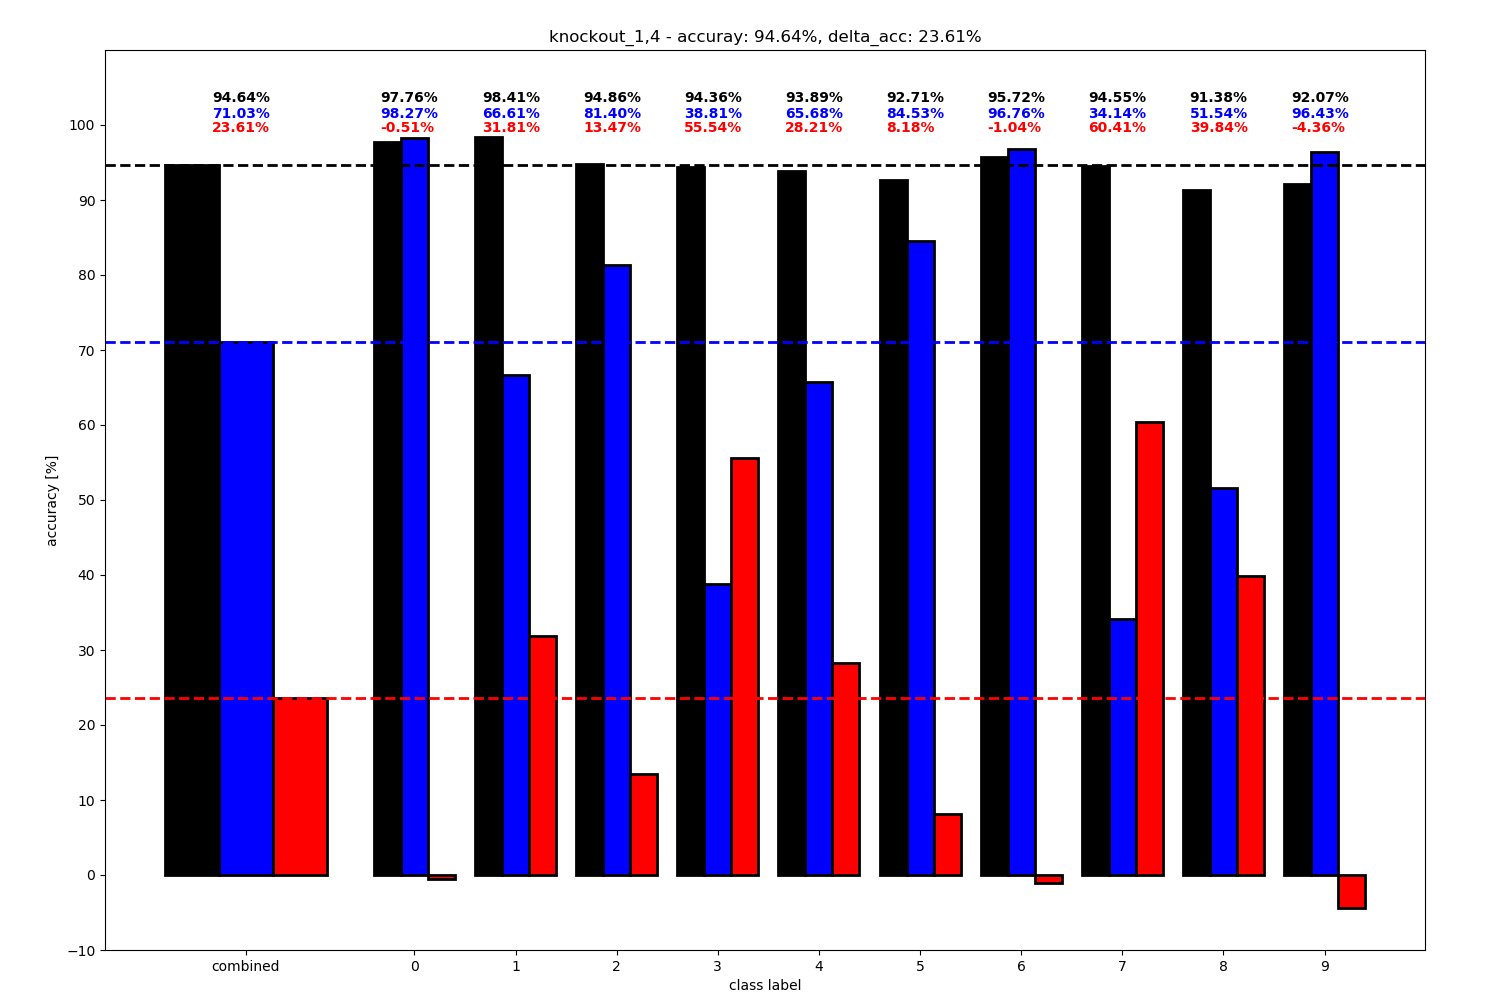 knockout_1,4 - accuray: 94.64%, delta_acc: 23.61%
94.64% 97.76% 98.41% 94.86% 94.36% 93.89% 92.71% 95.72% 94.55% 91.38% 92.07%
71.03% 98.27% 66.61% 81.40% 38.81% 65.68% 84.53% 96.76% 34.14% 51.54% 96.43%
23.61% -0.51% 31.81% 13.47% 55.54% 28.21% 8.18% -1.04% 60.41% 39.84% -4.36%
100
90
80
70
60
50
40
30
20
10
0
−10
accuracy [%]
combined 0 1 2 3 4 5 6 7 8 9
class label